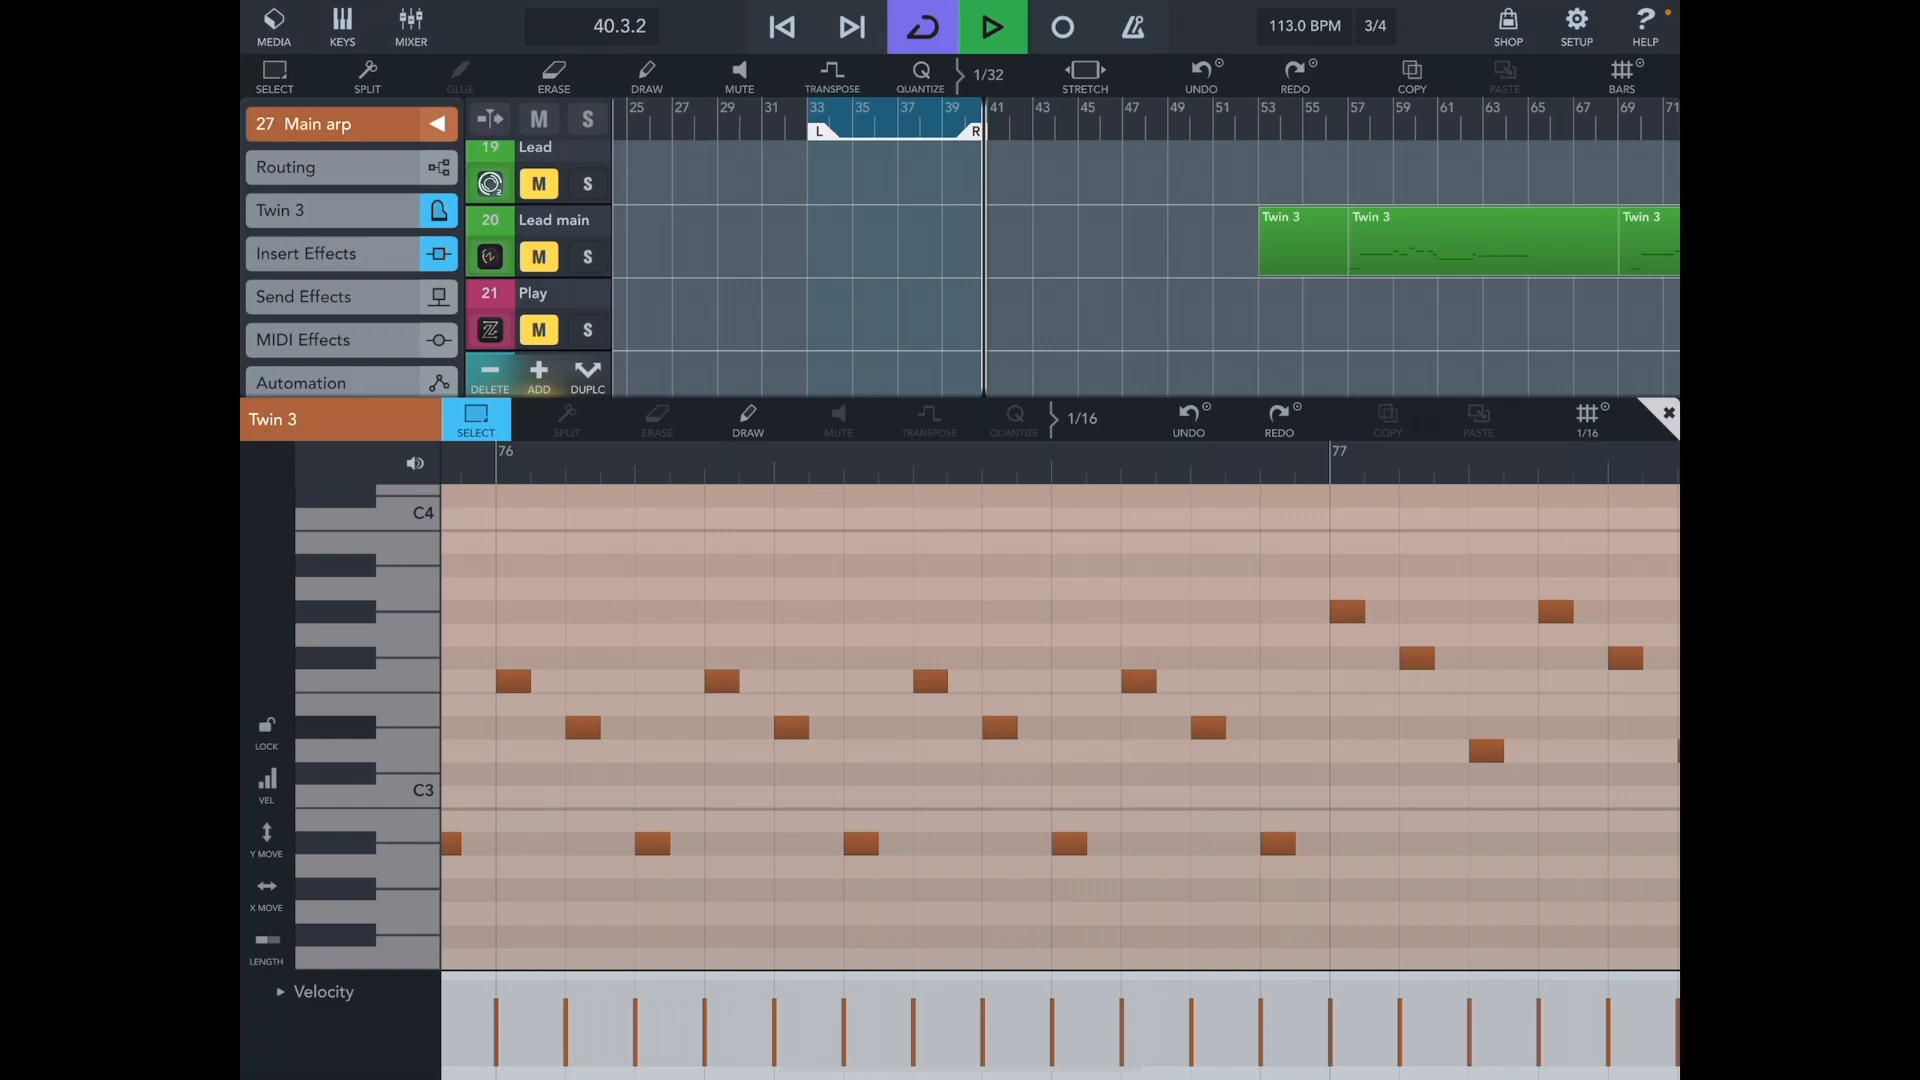 MEDIA
KEYS
MIXER
40.3.2
113.0 BPM
3/4
SHOP
SETUP
HELP
SELECT
SPLIT
GLUE
ERASE
DRAW
MUTE
TRANSPOSE
Q
QUANTIZE
1/32
STRETCH
UNDO
REDO
COPY
PASTE
BARS
27 Main arp
M
S
25 27 29 31 33 35 37 39 41 43 45 47 49 51 53 55 57 59 61 63 65 67 69 71
L
R
Routing
Twin 3
Insert Effects
Send Effects
MIDI Effects
Automation
19
Lead
2
M
S
20
Lead main
M
S
Twin 3
Twin 3
Twin 3
21
Play
Z
M
S
DELETE
ADD
DUPLC
Twin 3
SELECT
SPLIT
ERASE
DRAW
MUTE
TRANSPOSE
Q
QUANTIZE
1/16
UNDO
REDO
COPY
PASTE
1/16
76
77
C4
C3
LOCK
VEL
Y MOVE
X MOVE
LENGTH
Velocity